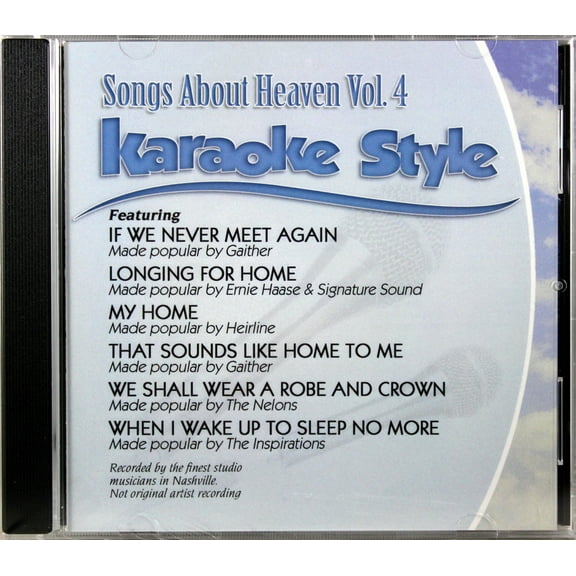 Songs About Heaven Vol. 4
Karaoke Style
Featuring
IF WE NEVER MEET AGAIN
Made popular by Gaither
LONGING FOR HOME
Made popular by Ernie Haase & Signature Sound
MY HOME
Made popular by Heirline
THAT SOUNDS LIKE HOME TO ME
Made popular by Gaither
WE SHALL WEAR A ROBE AND CROWN
Made popular by The Nelons
WHEN I WAKE UP TO SLEEP NO MORE
Made popular by The Inspirations
Recorded by the finest studio
musicians in Nashville.
Not original artist recording